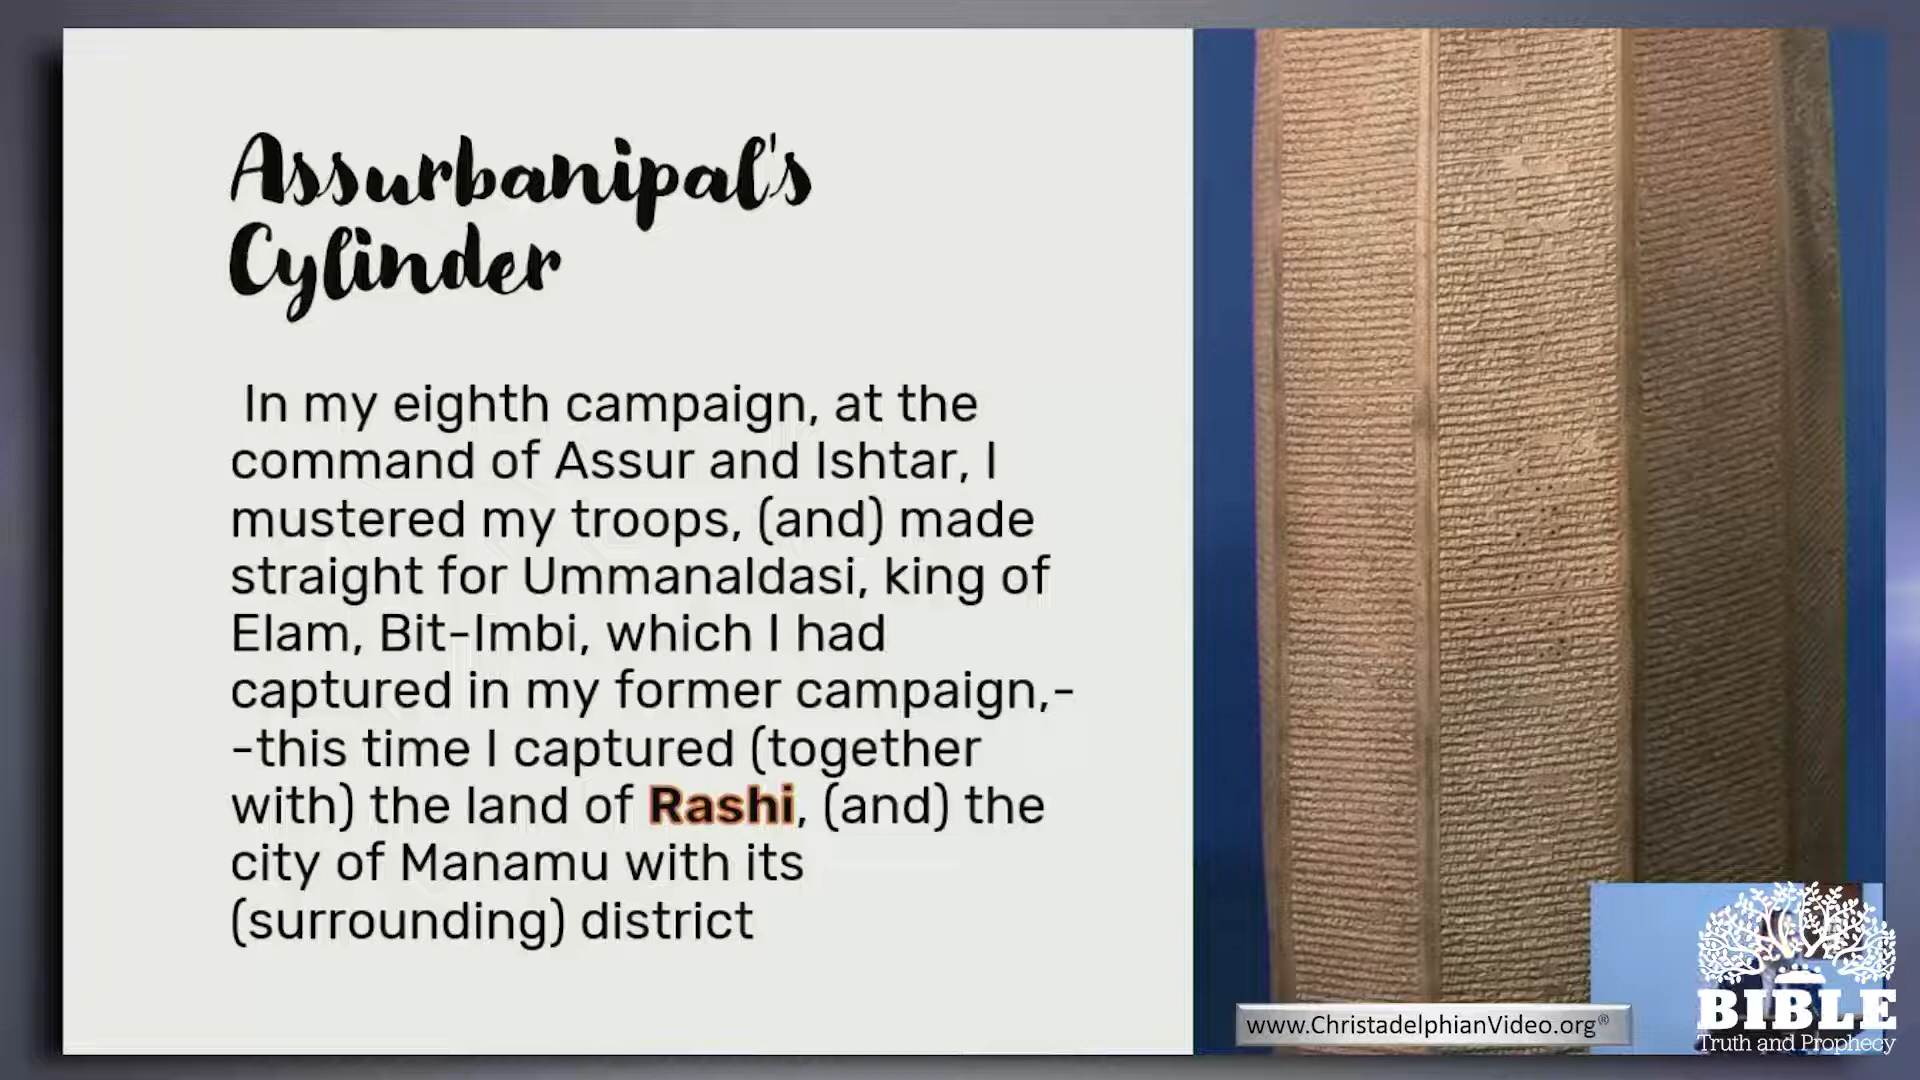 Assurbanipal's
Cylinder
In my eighth campaign, at the
command of Assur and Ishtar, I
mustered my troops, (and) made
straight for Ummanaldasi, king of
Elam, Bit-Imbi, which I had
captured in my former campaign,-
-this time I captured (together
with) the land of Rashi, (and) the
city of Manamu with its
(surrounding) district
www.ChristadelphianVideo.org®
BIBLE
Truth and Prophecy